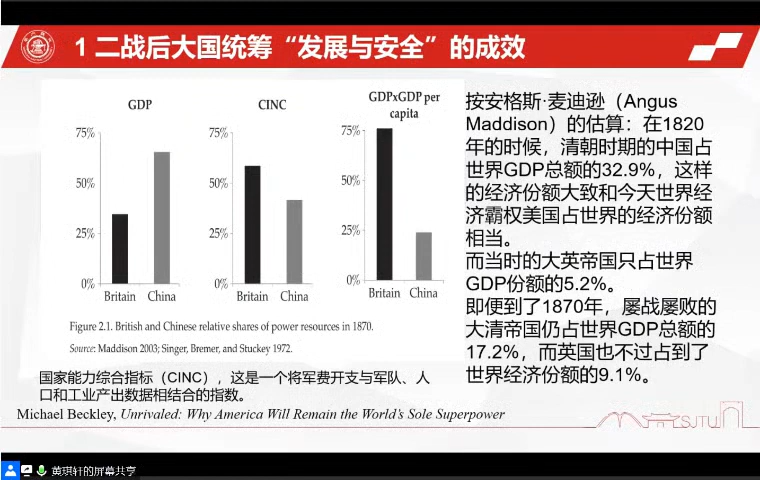 1 二战后大国统筹“发展与安全”的成效
GDP
75%
50%
25%
0%
Britain China
CINC
75%
50%
25%
0%
Britain China
GDPxGDP per
capita
75%
50%
25%
0%
Britain China
Figure 2.1. British and Chinese relative shares of power resources in 1870.
Source: Maddison 2003; Singer, Bremer, and Stuckey 1972.
国家能力综合指标（CINC），这是一个将军费开支与军队、人
口和工业产出数据相结合的指数。
Michael Beckley, Unrivaled: Why America Will Remain the World's Sole Superpower
按安格斯·麦迪逊（Angus
Maddison）的估算：在1820
年的时候，清朝时期的中国占
世界GDP总额的32.9%，这样
的经济份额大致和今天世界经
济霸权美国占世界的经济份额
相当。
而当时的大英帝国只占世界
GDP份额的5.2%。
即便到了1870年，屡战屡败的
大清帝国仍占世界GDP总额的
17.2%，而英国也不过占到了
世界经济份额的9.1%。
SJTU
黄琪轩的屏幕共享